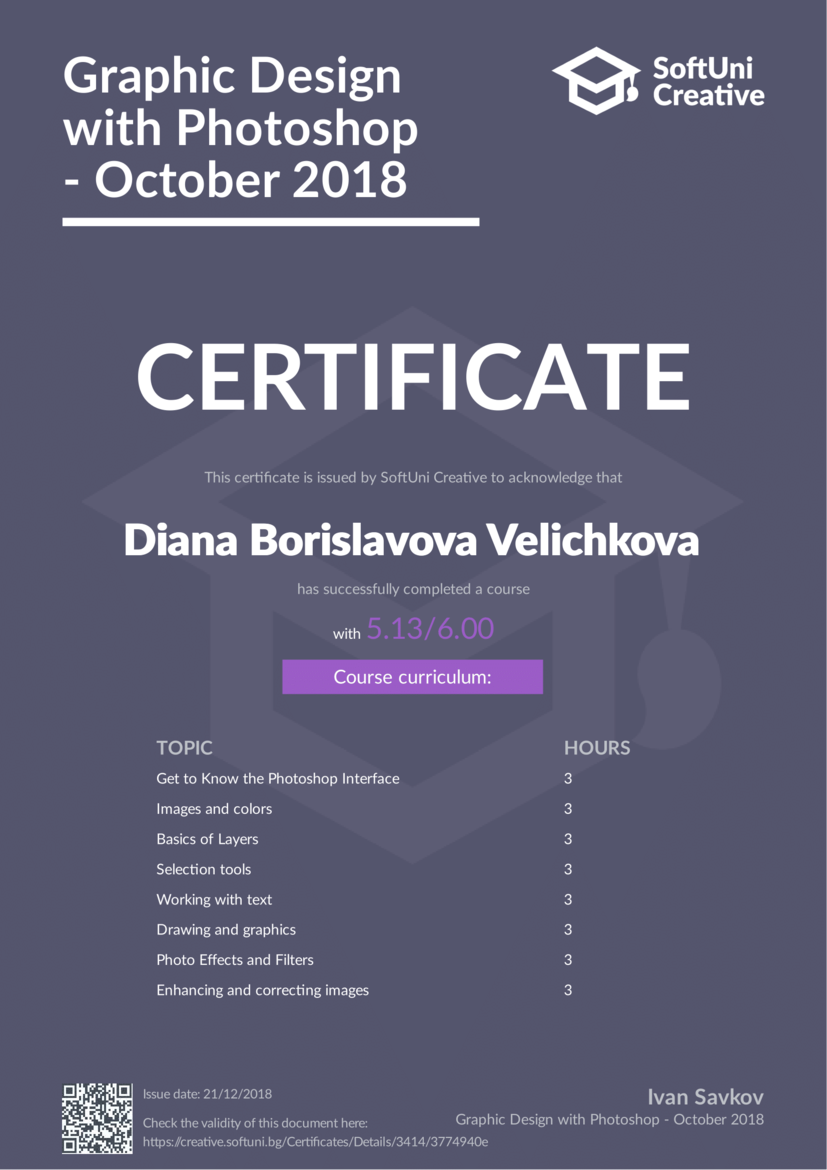 Graphic Design
with Photoshop
- October 2018
SoftUni
Creative
CERTIFICATE
This certificate is issued by SoftUni Creative to acknowledge that
Diana Borislavova Velichkova
has successfully completed a course
with 5.13/6.00
Course curriculum:
TOPIC HOURS
Get to Know the Photoshop Interface 3
Images and colors 3
Basics of Layers 3
Selection tools 3
Working with text 3
Drawing and graphics 3
Photo Effects and Filters 3
Enhancing and correcting images 3
Issue date: 21/12/2018
Check the validity of this document here:
https://creative.softuni.bg/Certificates/Details/3414/3774940e
Ivan Savkov
Graphic Design with Photoshop - October 2018